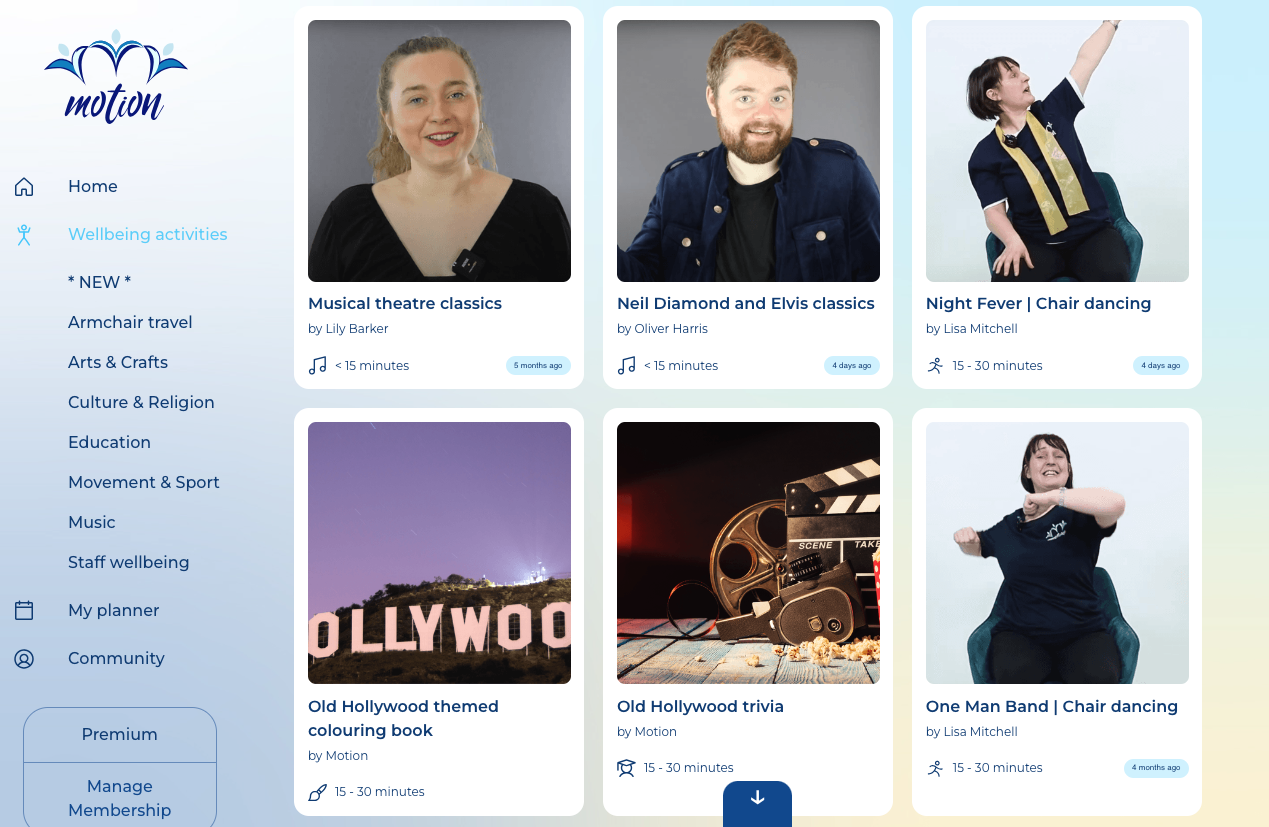 motion
Home
Wellbeing activities
* NEW *
Armchair travel
Arts & Crafts
Culture & Religion
Education
Movement & Sport
Music
Staff wellbeing
My planner
Community
Premium
Manage
Membership
Musical theatre classics
by Lily Barker
< 15 minutes
5 months ago
Neil Diamond and Elvis classics
by Oliver Harris
< 15 minutes
4 days ago
Night Fever | Chair dancing
by Lisa Mitchell
15 - 30 minutes
4 days ago
OLLYWOO
Old Hollywood themed
colouring book
by Motion
15 - 30 minutes
SCENE TAKE
Old Hollywood trivia
by Motion
15 - 30 minutes
One Man Band | Chair dancing
by Lisa Mitchell
15 - 30 minutes
4 months ago